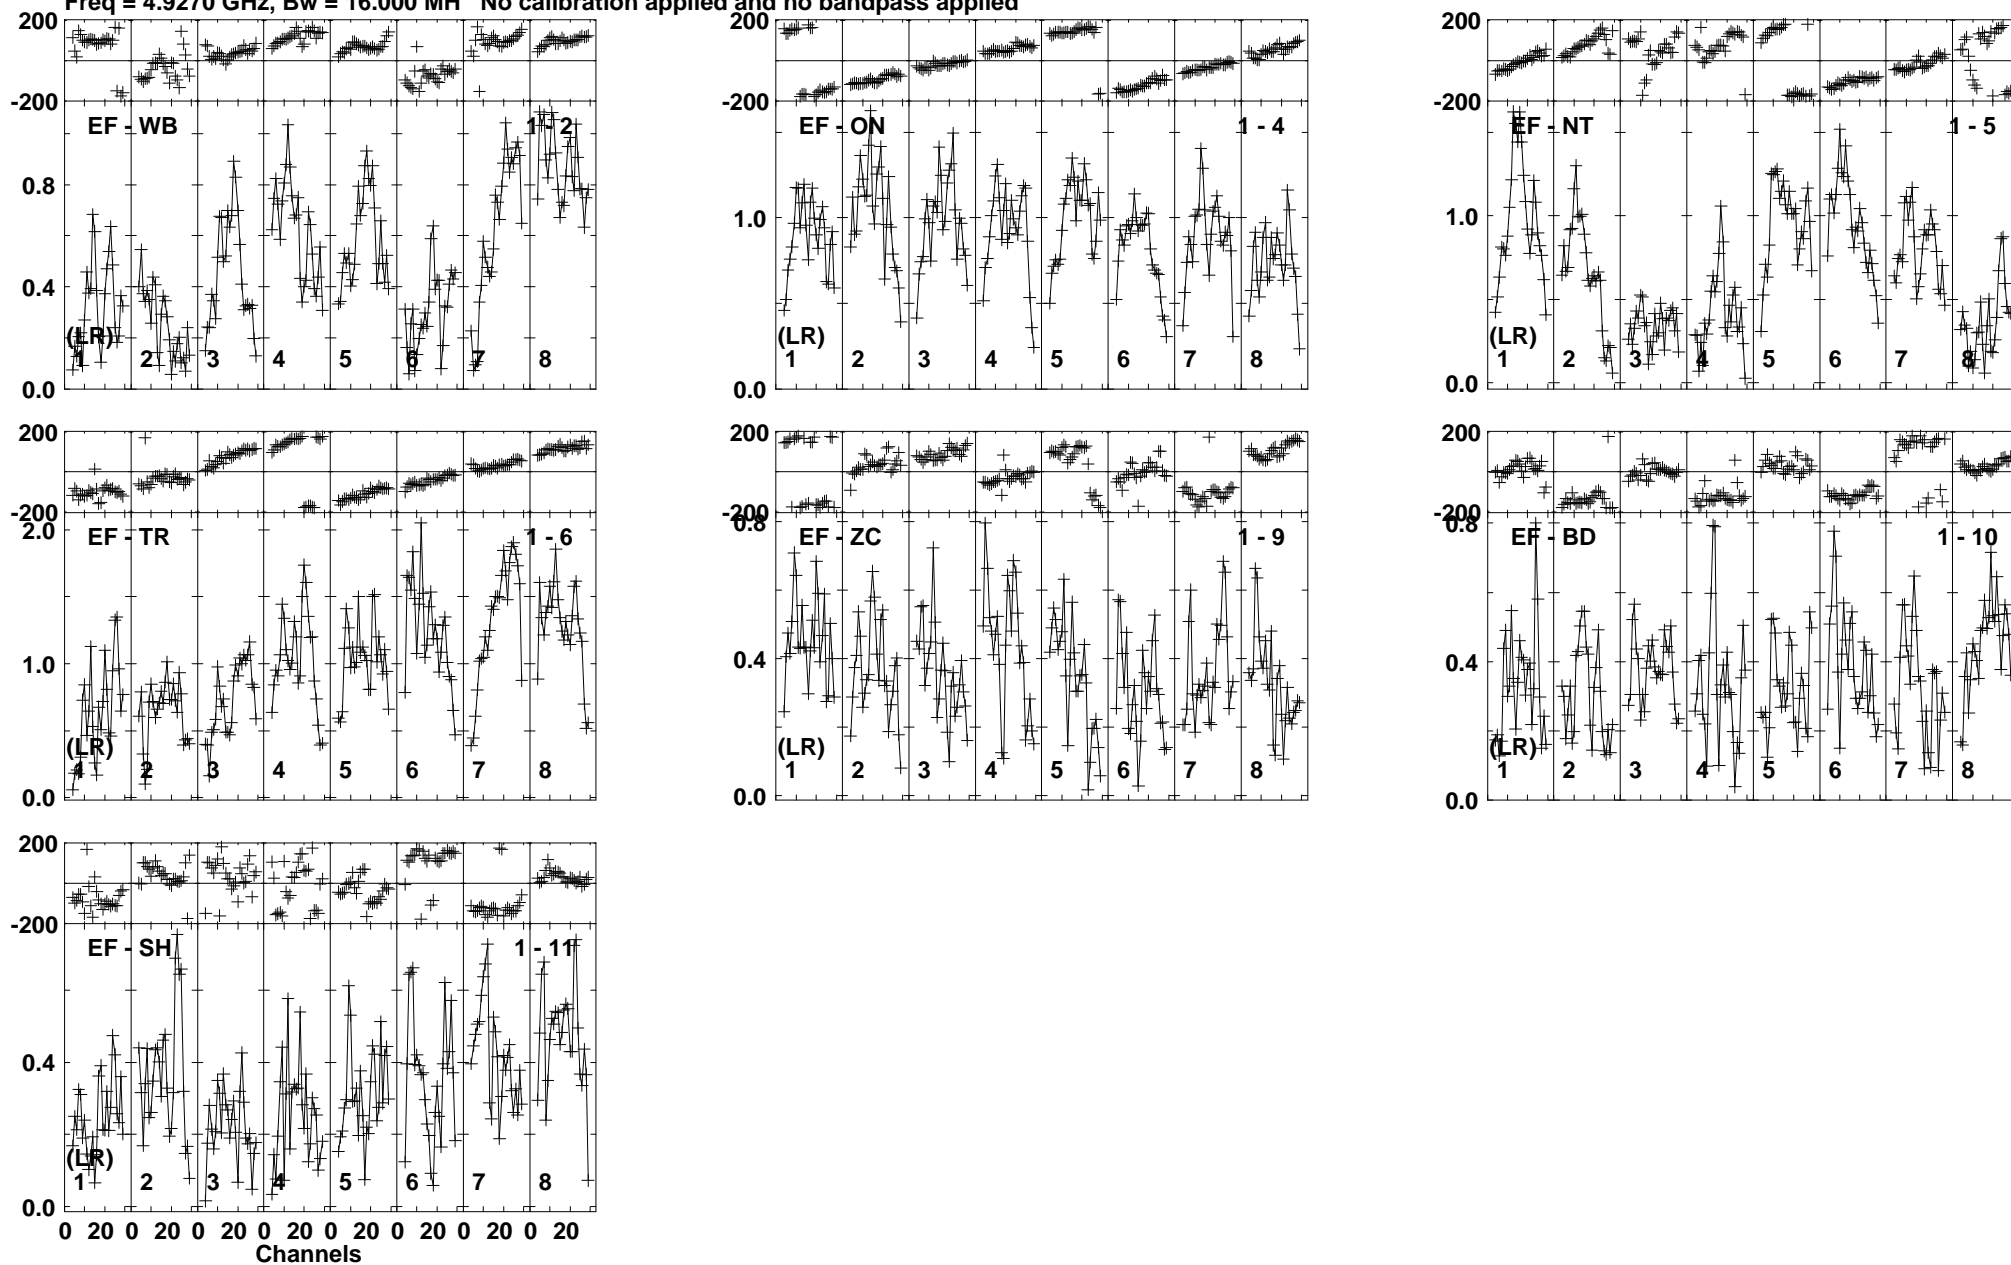 Freq = 4.9270 GHz, Bw = 16.000 MH No calibration applied and no bandpass applied
200 200 200
-200 -200 -200
EF - WB 1 - 2 EF - ON 1 - 4 EF - NT 1 - 5
0.8 1.0 1.0
0.4
(LR) (LR) (LR)
1 2 3 4 5 6 7 8 1 2 3 4 5 6 7 8 1 2 3 4 5 6 7 8
0.0 0.0 0.0
200 200 200
-200 -200 -200
2.0 0.8 0.8
EF - TR 1 - 6 EF - ZC 1 - 9 EF - BD 1 - 10
1.0 0.4 0.4
(LR) (LR) (LR)
1 2 3 4 5 6 7 8 1 2 3 4 5 6 7 8 1 2 3 4 5 6 7 8
0.0 0.0 0.0
200
-200
EF - SH 1 - 11
0.4
(LR)
1 2 3 4 5 6 7 8
0.0
0 20 0 20 0 20 0 20 0 20 0 20 0 20 0 20
Channels